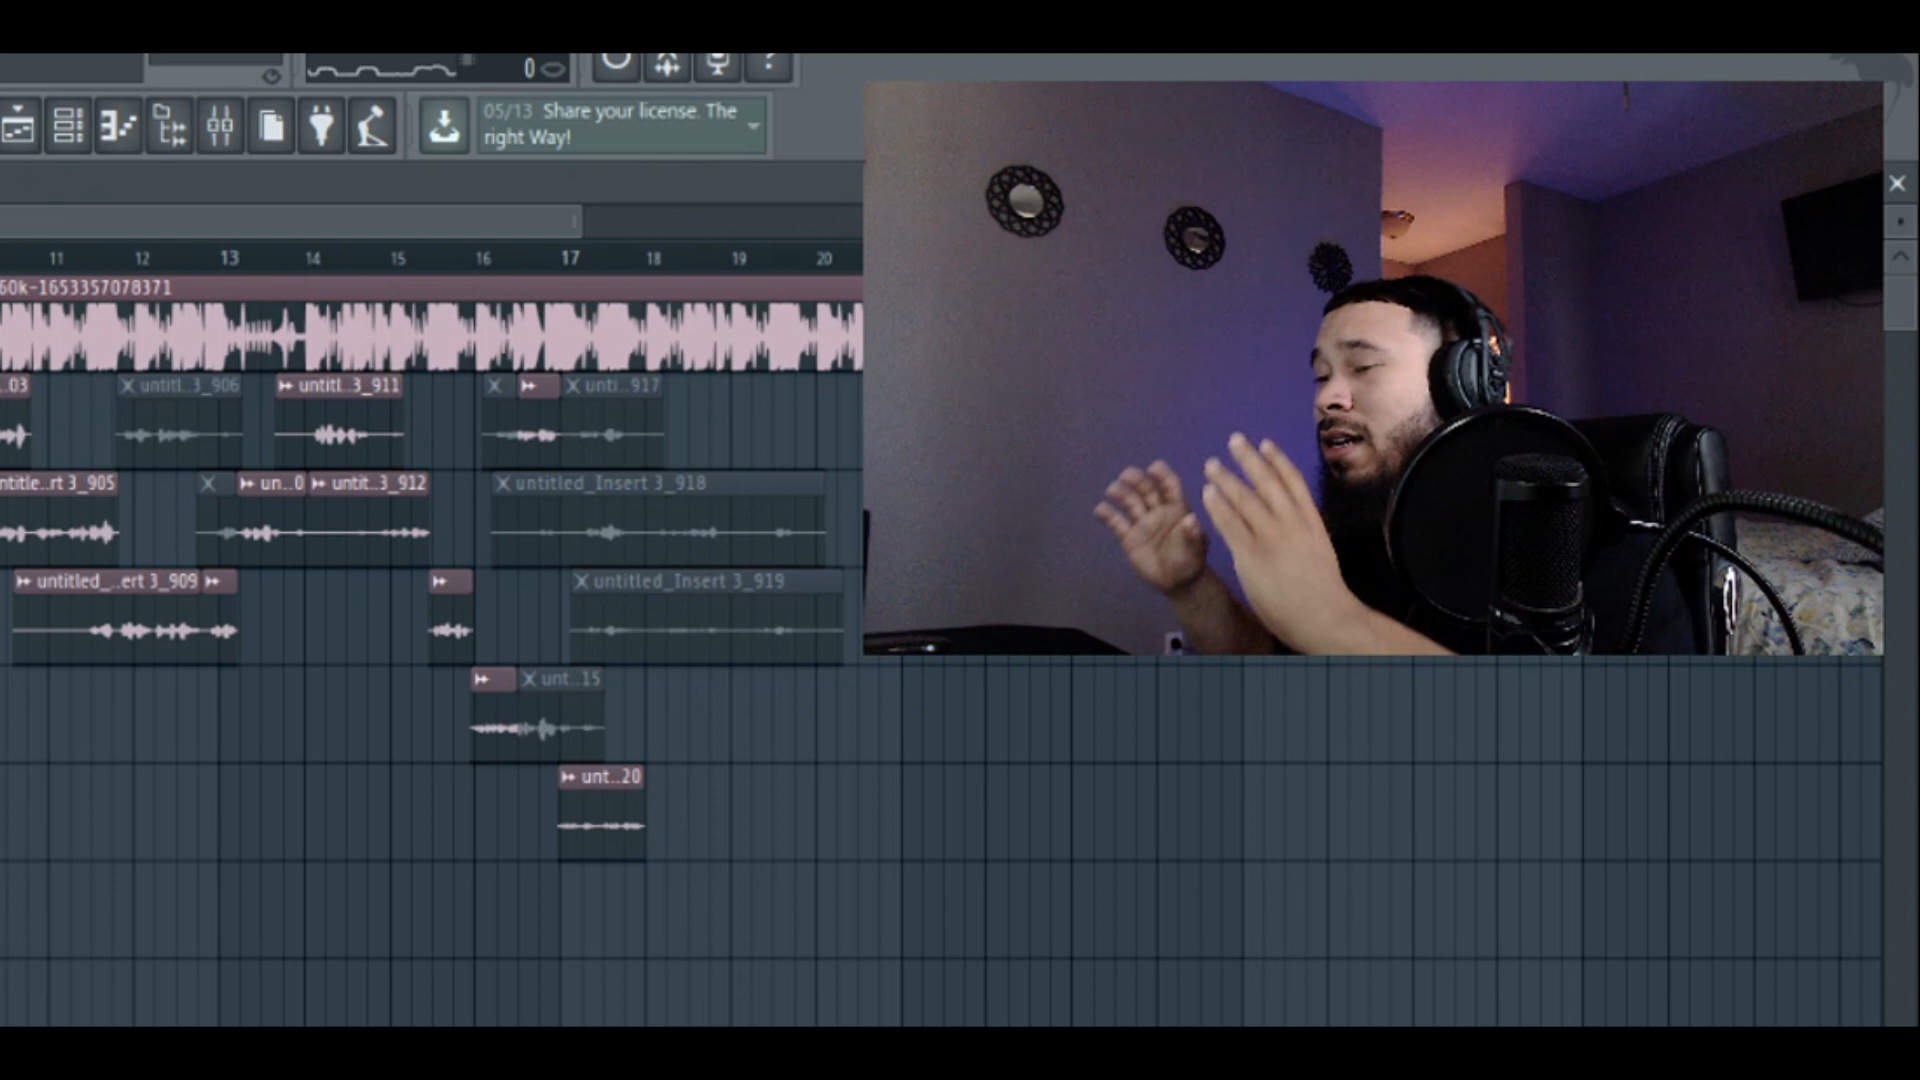 0
?
05/13 Share your license. The
right Way!
11 12 13 14 15 16 17 18 19 20
60k-1653357078371
..03 untitl..3_906 untitl..3_911 unti..917
ntitle..rt 3_905 un..0 untit..3_912 untitled_Insert 3_918
untitled_..ert 3_909 untitled_Insert 3_919
unt..15
unt..20